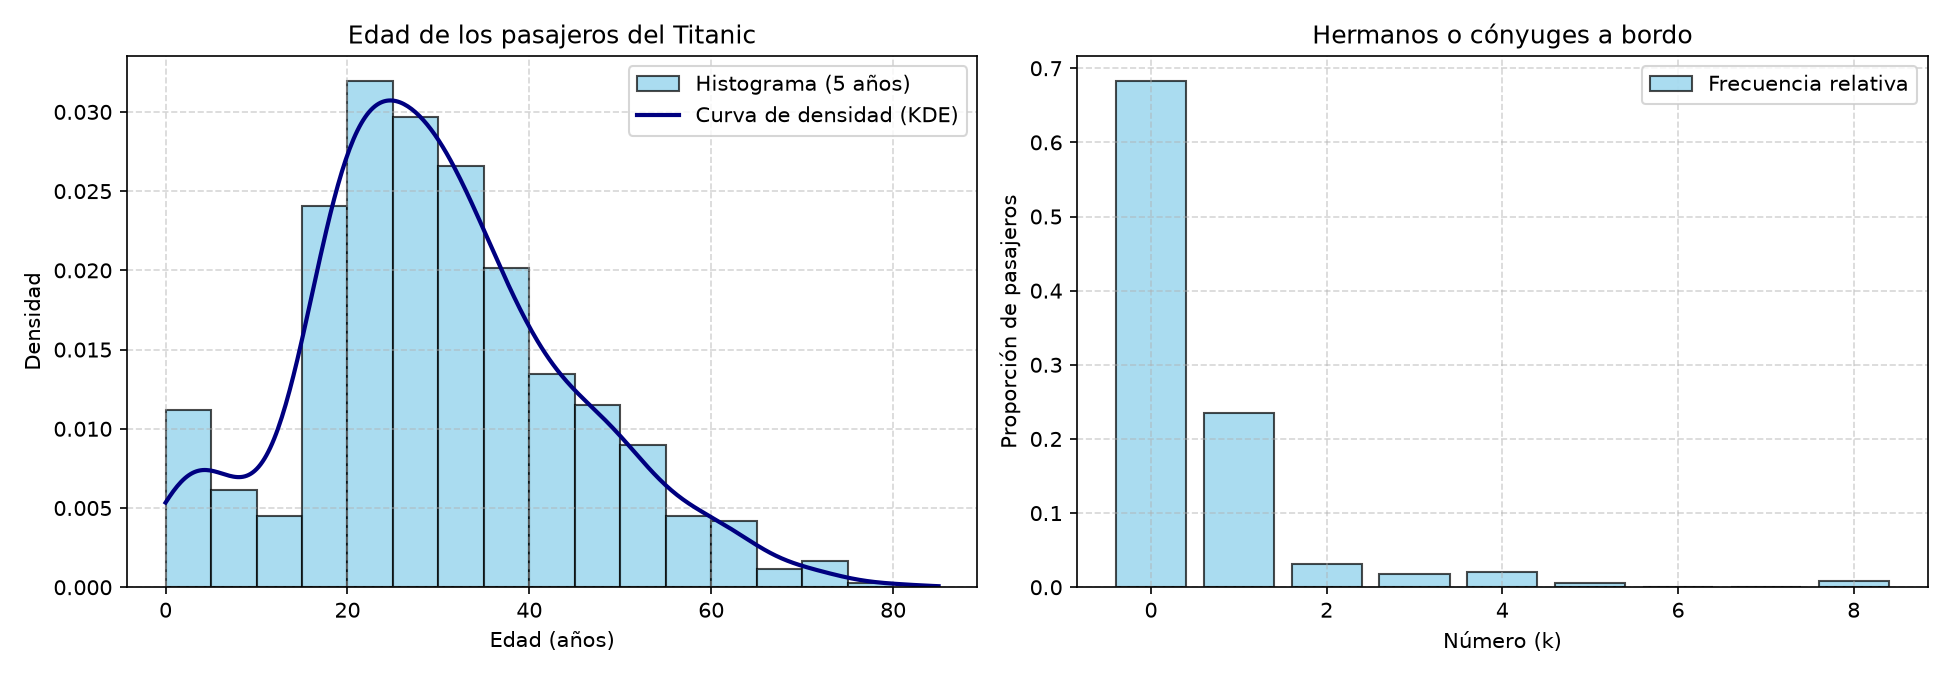 Edad de los pasajeros del Titanic
Densidad
0.030
0.025
0.020
0.015
0.010
0.005
0.000
Histograma (5 años)
Curva de densidad (KDE)
0 20 40 60 80
Edad (años)
Hermanos o cónyuges a bordo
Proporción de pasajeros
0.7
0.6
0.5
0.4
0.3
0.2
0.1
0.0
Frecuencia relativa
0 2 4 6 8
Número (k)